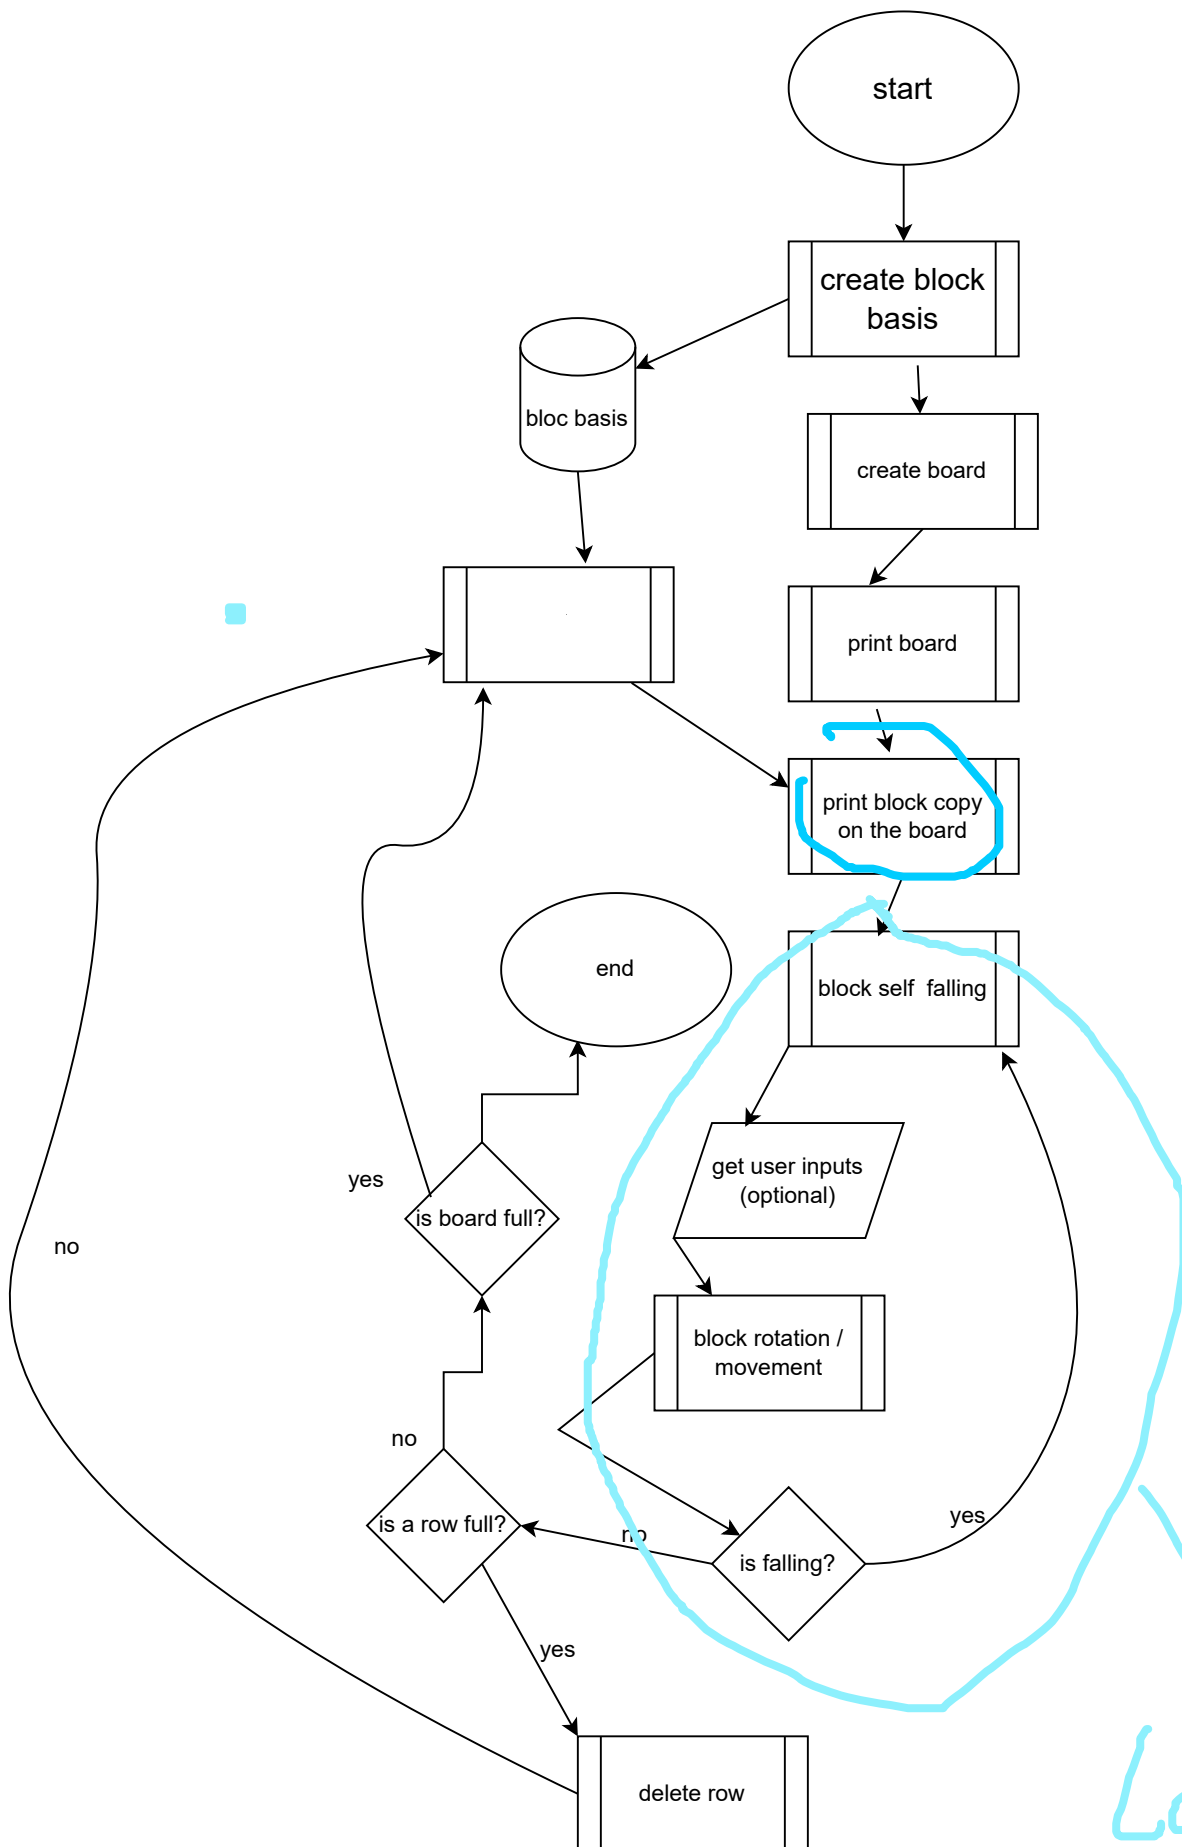 start
create block
basis
bloc basis
create board
print board
print block copy
on the board
end
block self  falling
get user inputs
(optional)
yes
is board full?
no
block rotation /
movement
no
is a row full?
no
yes
is falling?
yes
delete row